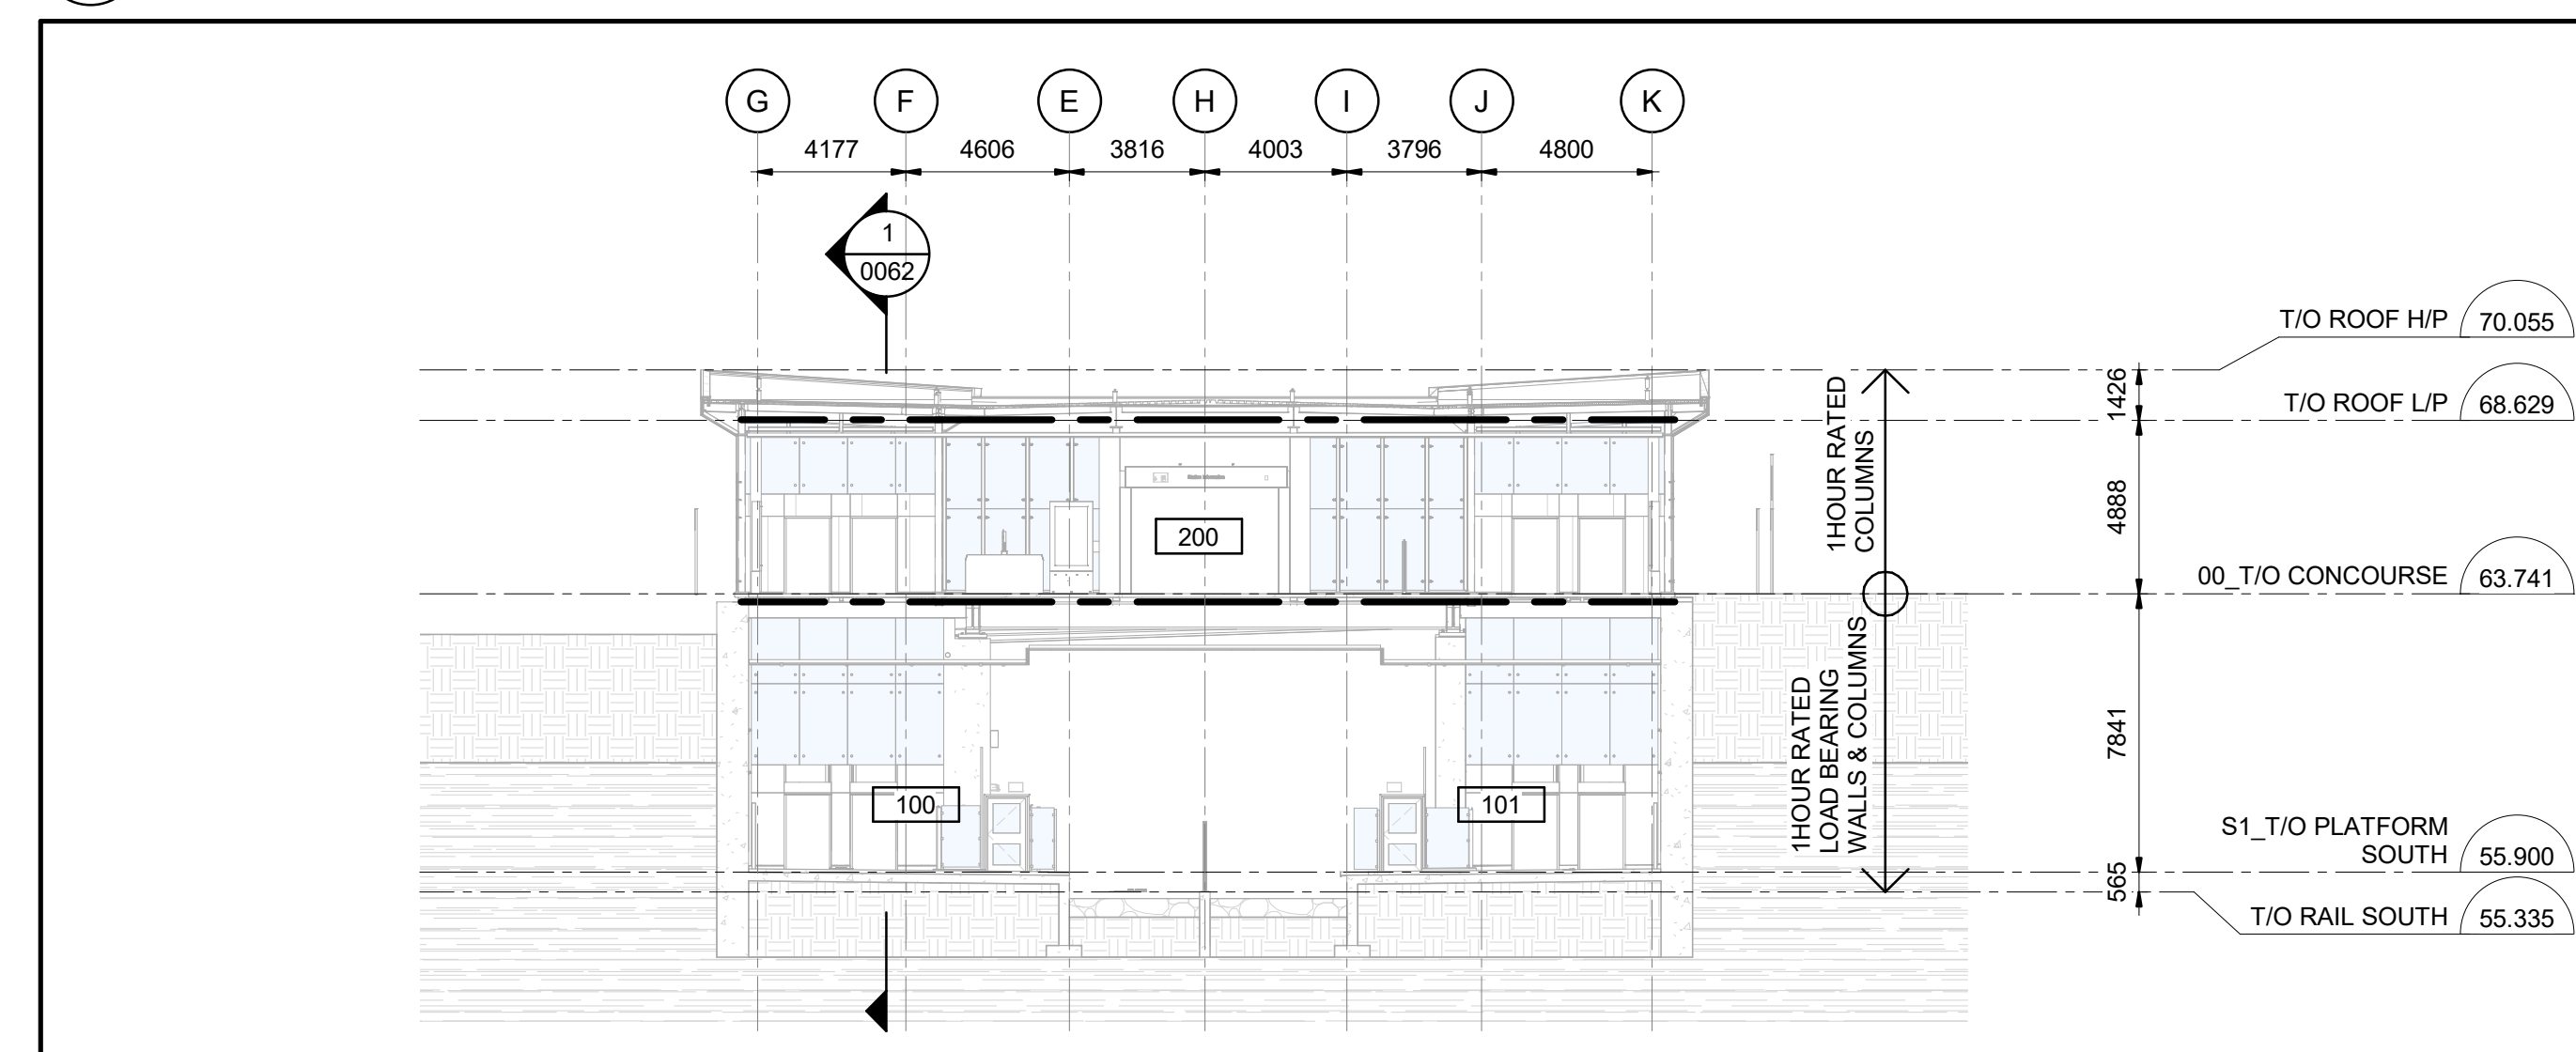 G F E H I J K
4177 4606 3816 4003 3796 4800
1
0062
T/O ROOF H/P 70.055
1426
T/O ROOF L/P 68.629
1HOUR RATED
COLUMNS
4888
200
00_T/O CONCOURSE 63.741
1HOUR RATED
LOAD BEARING
WALLS & COLUMNS
7841
100
101
S1_T/O PLATFORM
SOUTH 55.900
565
T/O RAIL SOUTH 55.335